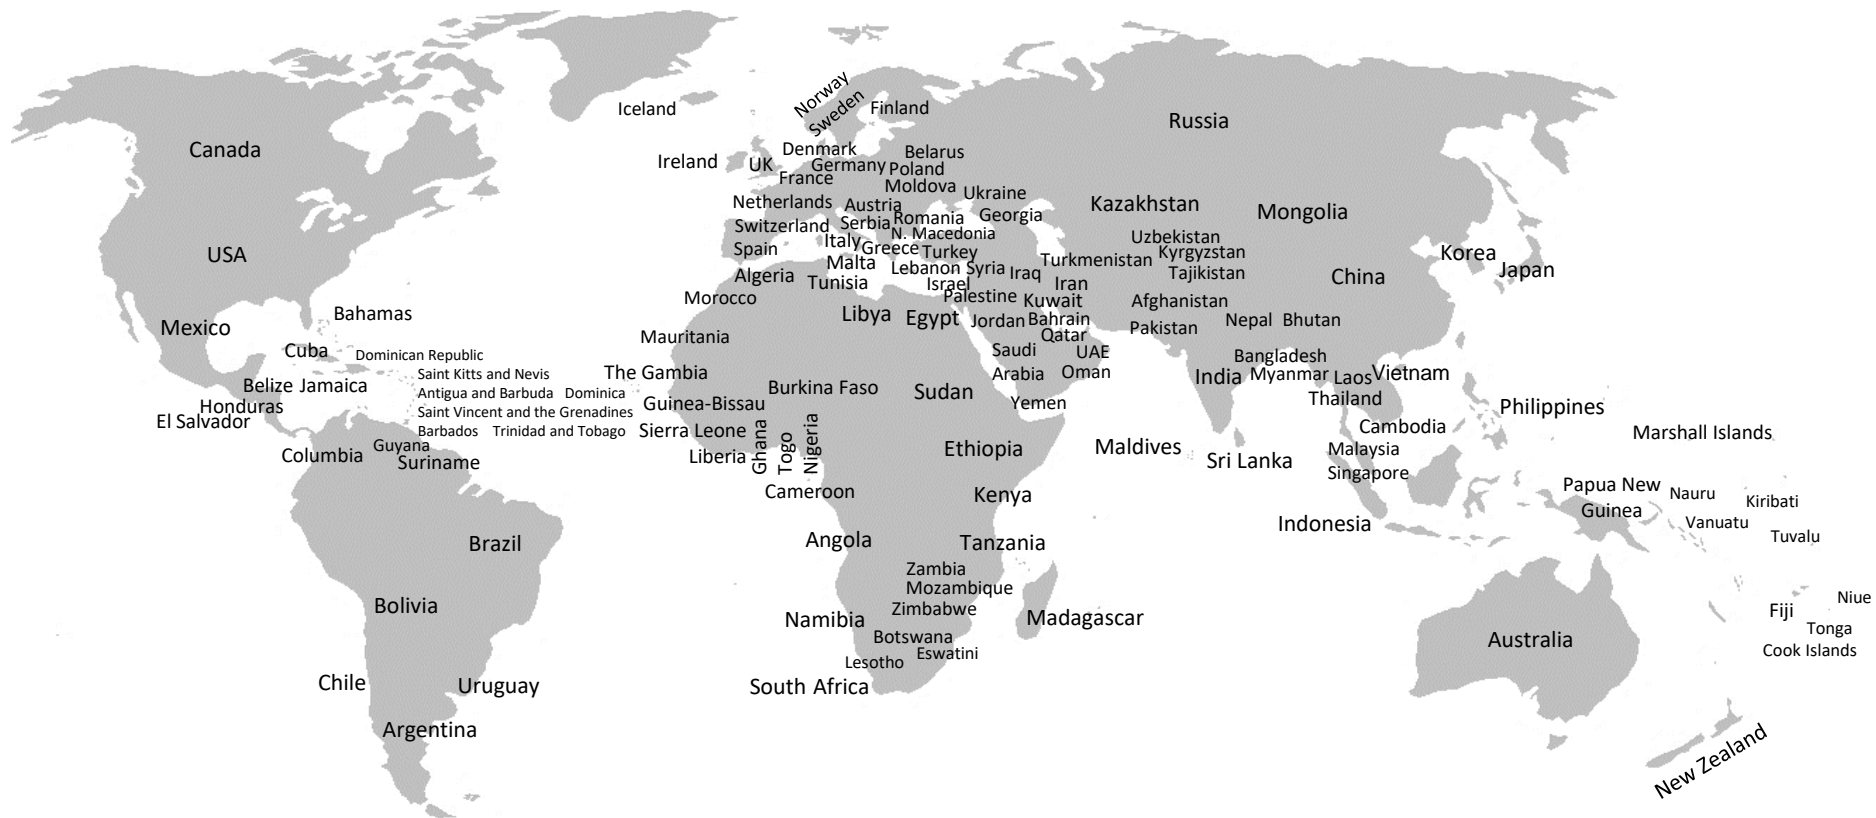 Norway
Sweden
Finland
Iceland
Russia
Canada
Ireland
UK
Denmark
Germany
France
Belarus
Poland
Moldova
Ukraine
Netherlands
Austria
Georgia
Kazakhstan
Mongolia
Switzerland
Serbia
Romania
N. Macedonia
Spain
Italy
Greece
Turkey
Uzbekistan
Kyrgyzstan
USA
Korea
Japan
Malta
Lebanon
Syria
Iraq
Turkmenistan
Tajikistan
China
Algeria
Tunisia
Israel
Iran
Morocco
Palestine
Kuwait
Afghanistan
Bahamas
Libya
Egypt
Jordan
Bahrain
Pakistan
Nepal
Bhutan
Mexico
Mauritania
Qatar
Cuba
Dominican Republic
Saudi
Arabia
UAE
Oman
Bangladesh
Saint Kitts and Nevis
The Gambia
India
Myanmar
Laos
Vietnam
Belize
Jamaica
Antigua and Barbuda
Dominica
Burkina Faso
Sudan
Thailand
Honduras
Saint Vincent and the Grenadines
Guinea-Bissau
Yemen
Philippines
El Salvador
Barbados
Trinidad and Tobago
Sierra Leone
Ghana
Togo
Nigeria
Cambodia
Marshall Islands
Columbia
Guyana
Suriname
Liberia
Ethiopia
Maldives
Sri Lanka
Malaysia
Singapore
Cameroon
Kenya
Papua New
Guinea
Nauru
Kiribati
Indonesia
Vanuatu
Tuvalu
Brazil
Angola
Tanzania
Zambia
Mozambique
Zimbabwe
Bolivia
Namibia
Madagascar
Fiji
Niue
Botswana
Tonga
Australia
Lesotho
Eswatini
Cook Islands
Chile
Uruguay
South Africa
Argentina
New Zealand